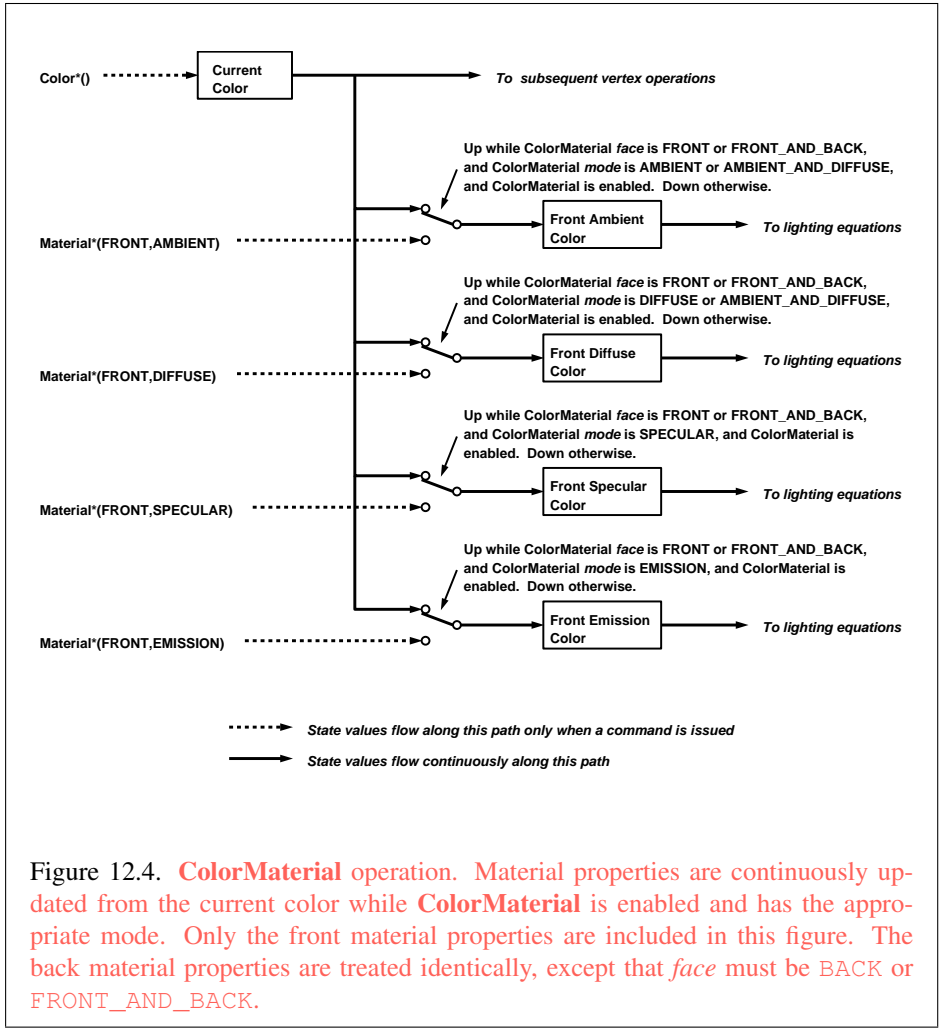 Color*()
Current
Color
To subsequent vertex operations
Up while ColorMaterial face is FRONT or FRONT_AND_BACK,
and ColorMaterial mode is AMBIENT or AMBIENT_AND_DIFFUSE,
and ColorMaterial is enabled. Down otherwise.
Front Ambient
Color
To lighting equations
Material*(FRONT,AMBIENT)
Up while ColorMaterial face is FRONT or FRONT_AND_BACK,
and ColorMaterial mode is DIFFUSE or AMBIENT_AND_DIFFUSE,
and ColorMaterial is enabled. Down otherwise.
Front Diffuse
Color
To lighting equations
Material*(FRONT,DIFFUSE)
Up while ColorMaterial face is FRONT or FRONT_AND_BACK,
and ColorMaterial mode is SPECULAR, and ColorMaterial is
enabled. Down otherwise.
Front Specular
Color
To lighting equations
Material*(FRONT,SPECULAR)
Up while ColorMaterial face is FRONT or FRONT_AND_BACK,
and ColorMaterial mode is EMISSION, and ColorMaterial is
enabled. Down otherwise.
Front Emission
Color
To lighting equations
Material*(FRONT,EMISSION)
State values flow along this path only when a command is issued
State values flow continuously along this path
Figure 12.4. ColorMaterial operation. Material properties are continuously up-
dated from the current color while ColorMaterial is enabled and has the appro-
priate mode. Only the front material properties are included in this figure. The
back material properties are treated identically, except that face must be BACK or
FRONT_AND_BACK.